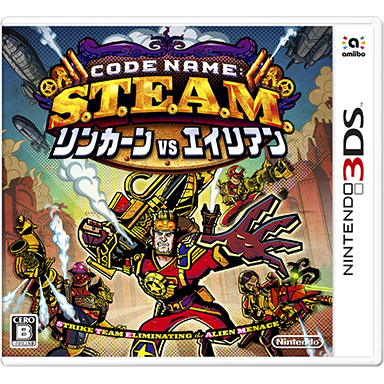 amiibo
CODE NAME:
S.T.E.A.M.
リンカーン VS エイリアン
NINTENDO 3DS
CERO
B
STRIKE TEAM ELIMINATING the ALIEN MENACE
Nintendo